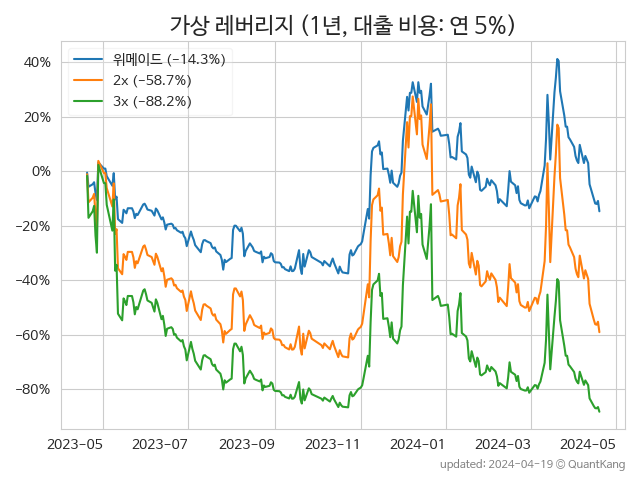 가상 레버리지 (1년, 대출 비용: 연 5%)
위메이드 (−14.3%)
2x (−58.7%)
3x (−88.2%)
40%
20%
0%
−20%
−40%
−60%
−80%
2023-05 2023-07 2023-09 2023-11 2024-01 2024-03 2024-05
updated: 2024-04-19 © QuantKang